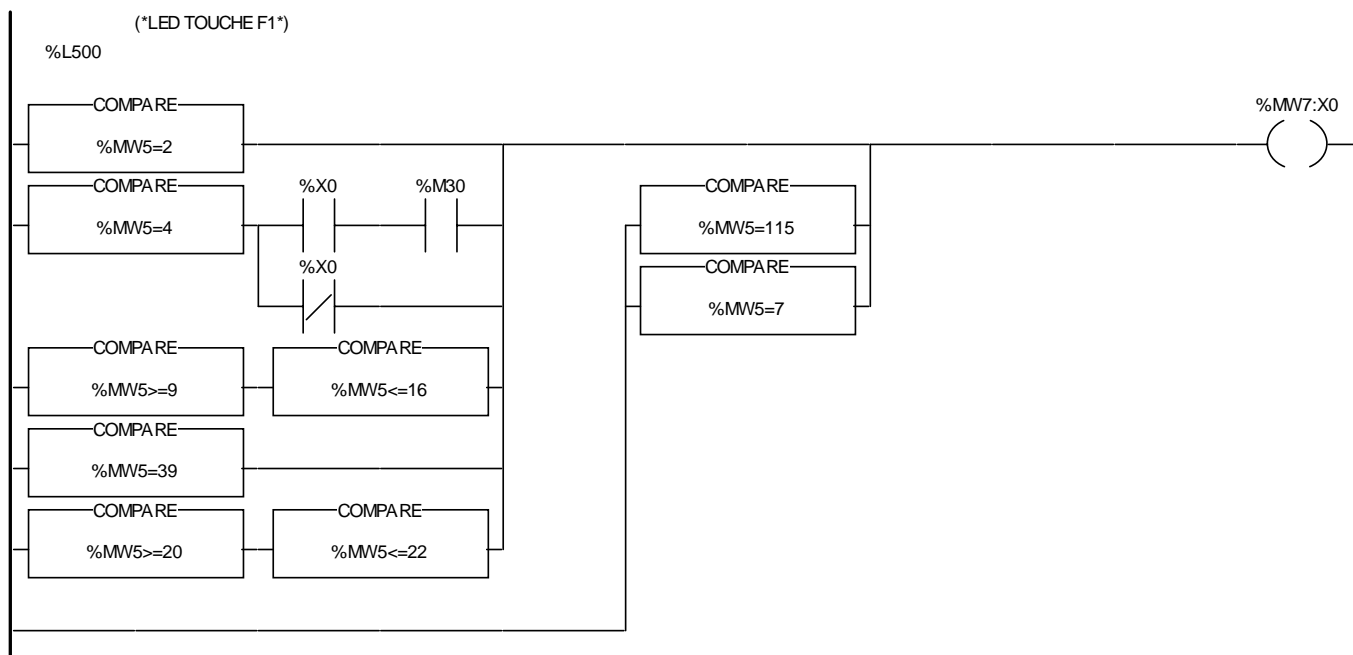 (*LED TOUCHE F1*)
%L500
COMPARE
%MW7:X0
%MW5=2
COMPARE
%X0
%M30
COMPARE
%MW5=4
%MW5=115
%X0
COMPARE
%MW5=7
COMPARE
COMPARE
%MW5>=9
%MW5<=16
COMPARE
%MW5=39
COMPARE
COMPARE
%MW5>=20
%MW5<=22